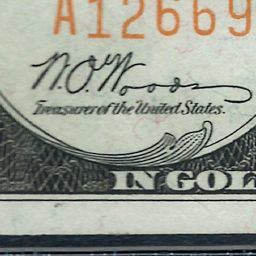 A12669
W.O. Woods
Treasurer of the United States.
IN GOL